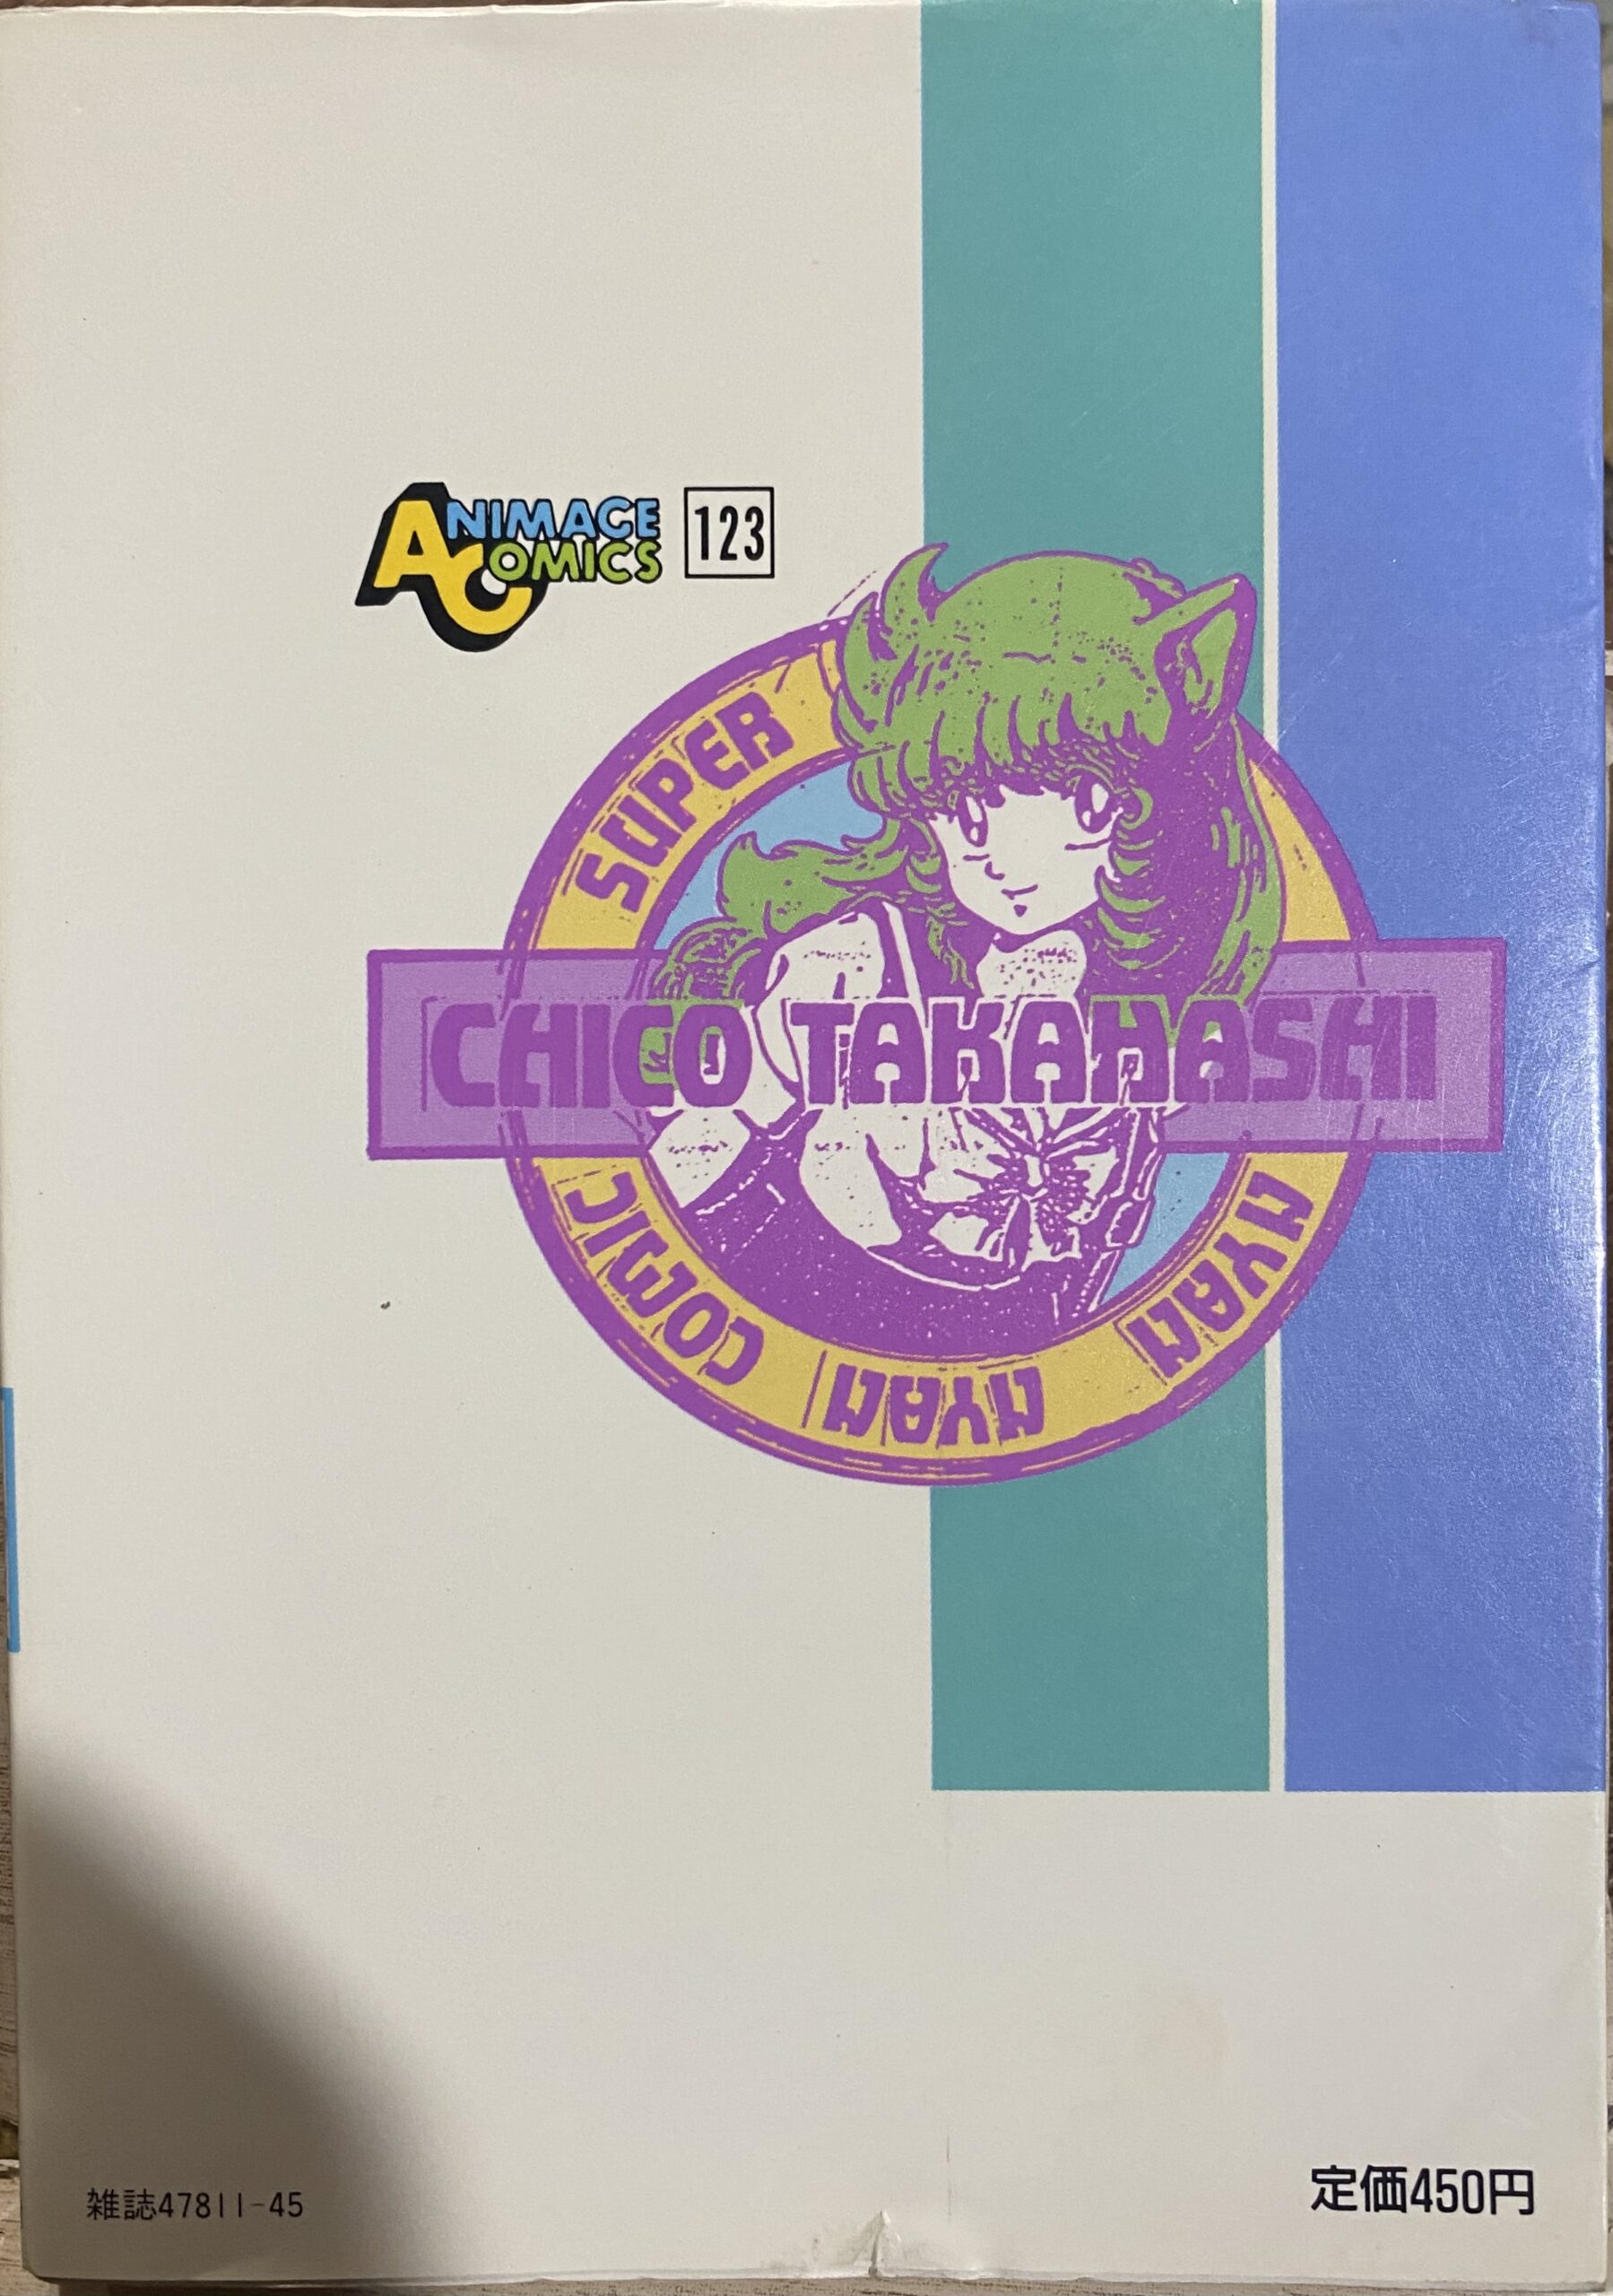 ANIMAGE
COMICS
123
SUPER
CHICO TAKAHASHI
NYAN NYAN COMIC
雑誌47811-45
定価450円